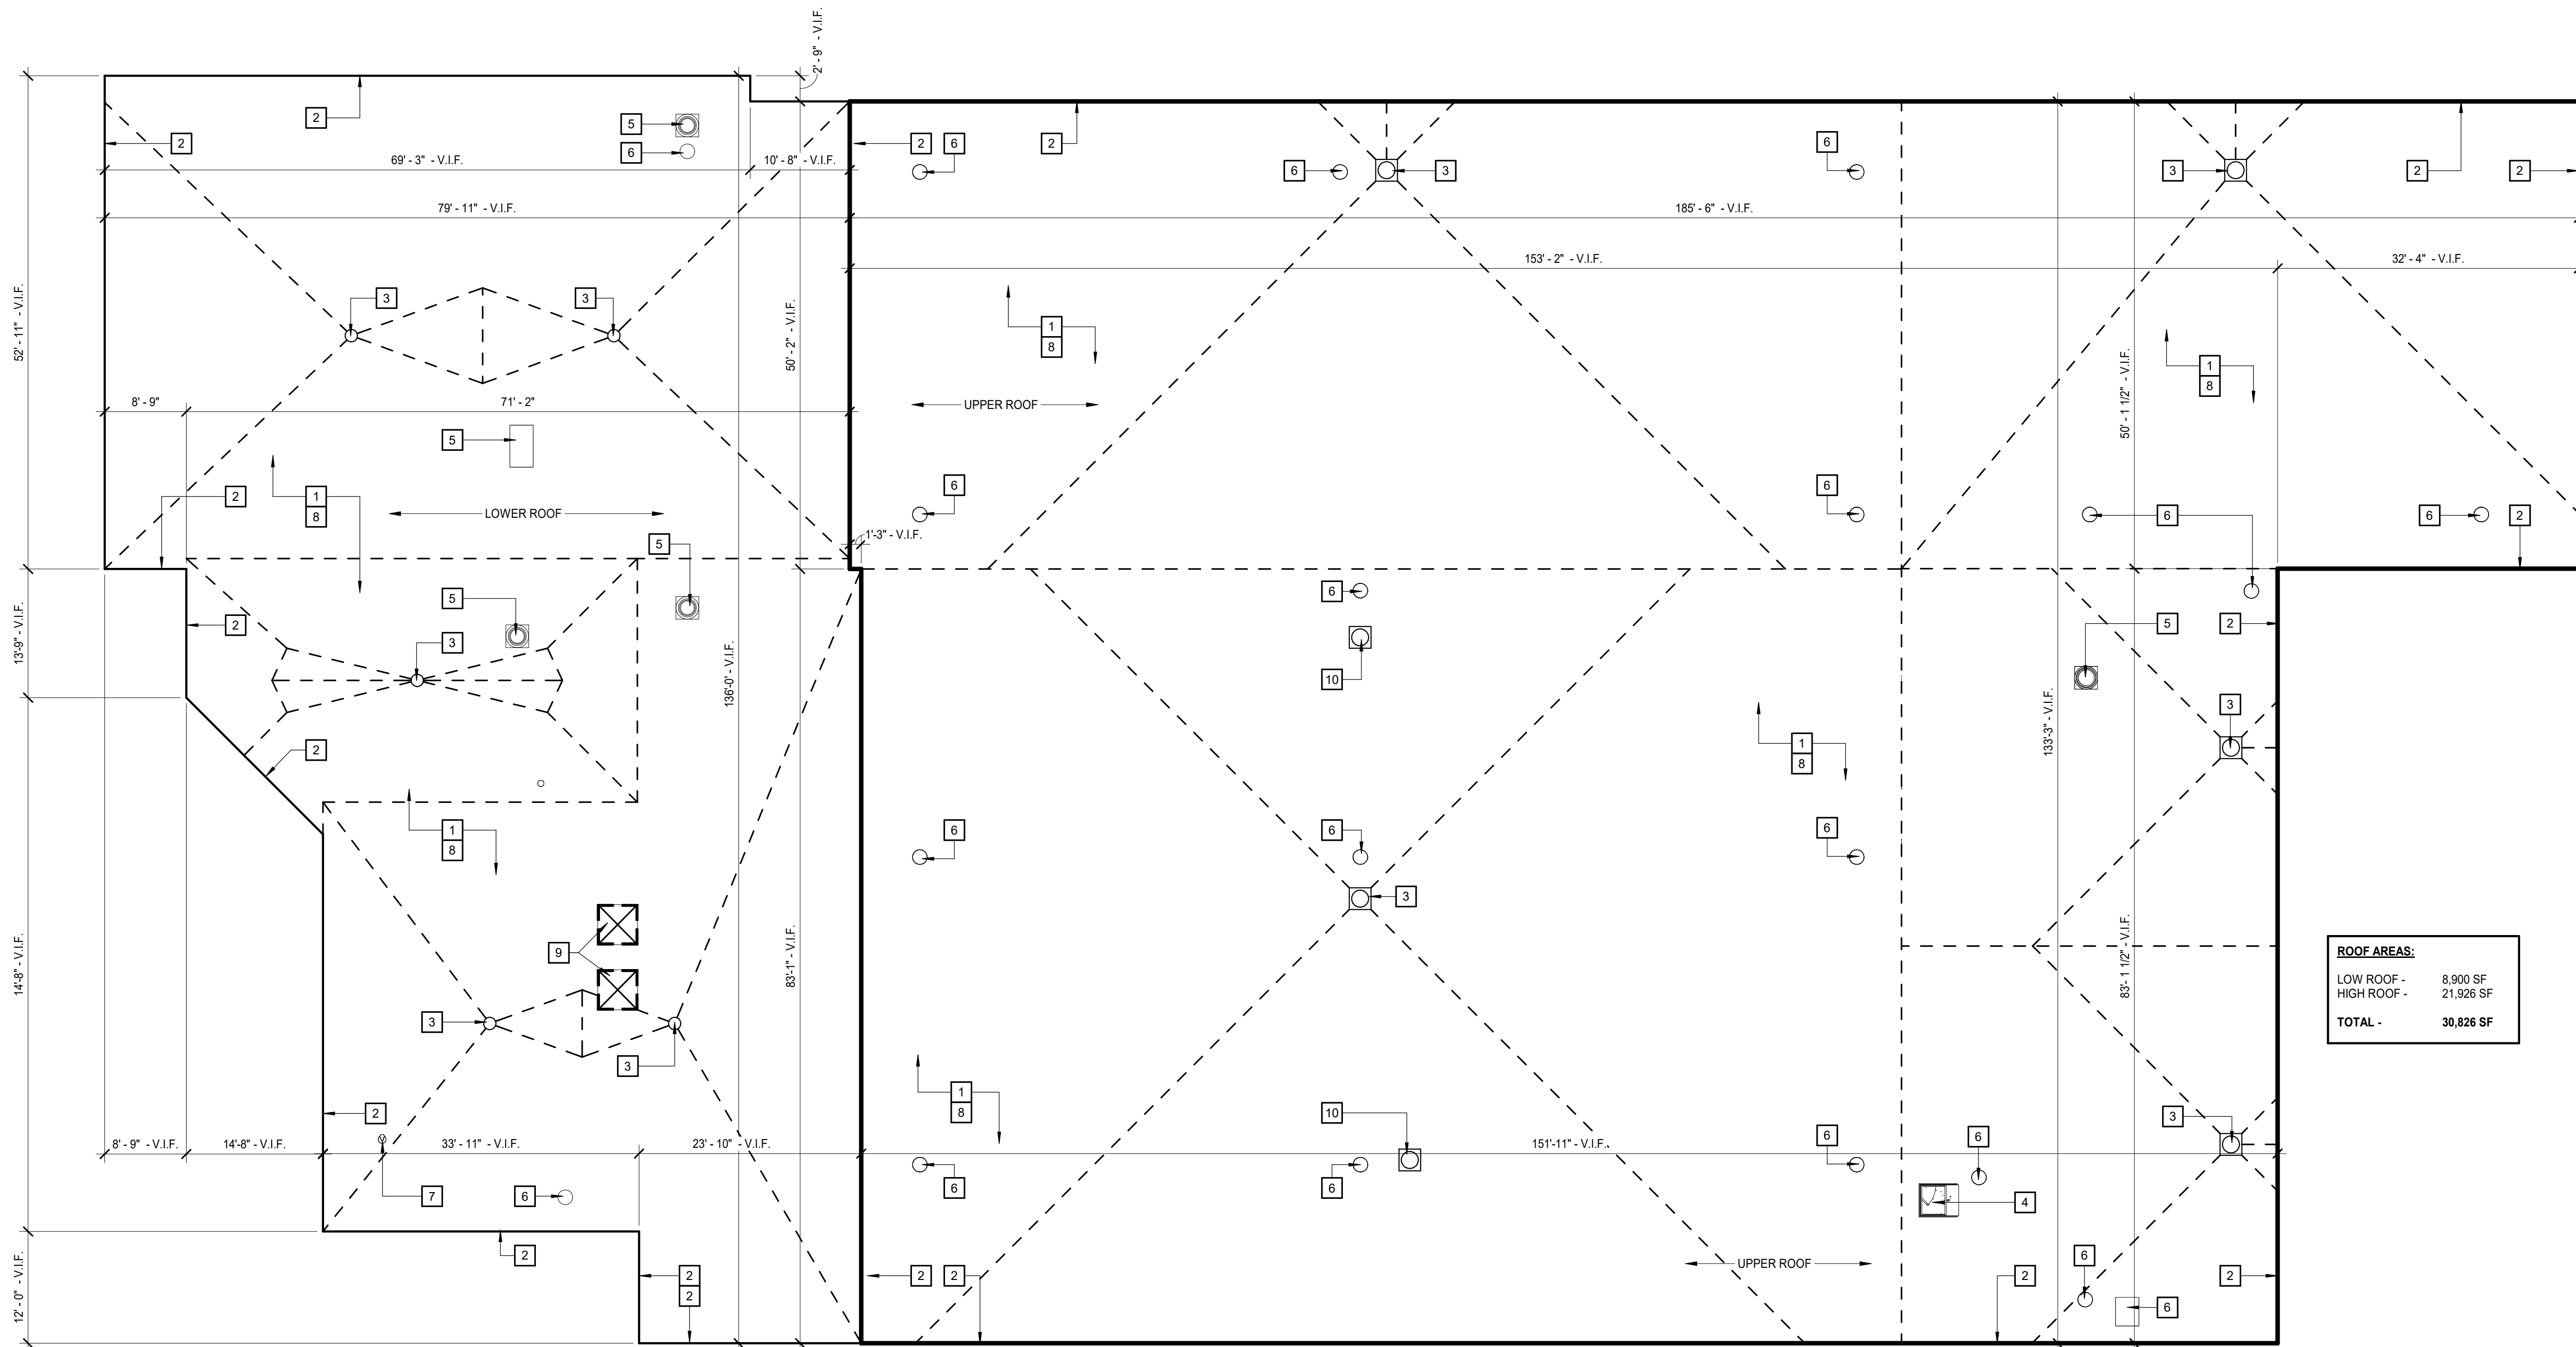 2' - 9" - V.I.F.
2
5
2
6
2
6
2
6
6
3
3
2
2
69' - 3" - V.I.F.
10' - 8" - V.I.F.
79' - 11" - V.I.F.
185' - 6" - V.I.F.
153' - 2" - V.I.F.
32' - 4" - V.I.F.
3
3
52' - 11" - V.I.F.
50' - 2" - V.I.F.
1
8
50' - 1 1/2" - V.I.F.
1
8
8' - 9"
71' - 2"
UPPER ROOF
5
2
1
8
LOWER ROOF
6
6
6
6
2
1'-3" - V.I.F.
5
5
6
13'-9" - V.I.F.
2
3
10
5
2
136'-0' - V.I.F.
133'-3" - V.I.F.
3
2
1
8
1
8
6
6
6
3
9
14'-8" - V.I.F.
83'-1" - V.I.F.
83'- 1 1/2" - V.I.F.
ROOF AREAS:
LOW ROOF - 8,900 SF
HIGH ROOF - 21,926 SF
TOTAL - 30,826 SF
3
3
1
8
2
10
3
6
6
8' - 9" - V.I.F.
14'-8" - V.I.F.
33' - 11" - V.I.F.
23' - 10" - V.I.F.
151'-11" - V.I.F.
V
7
6
6
6
4
2
6
UPPER ROOF
12' - 0" - V.I.F.
2
2
2
2
2
2
6